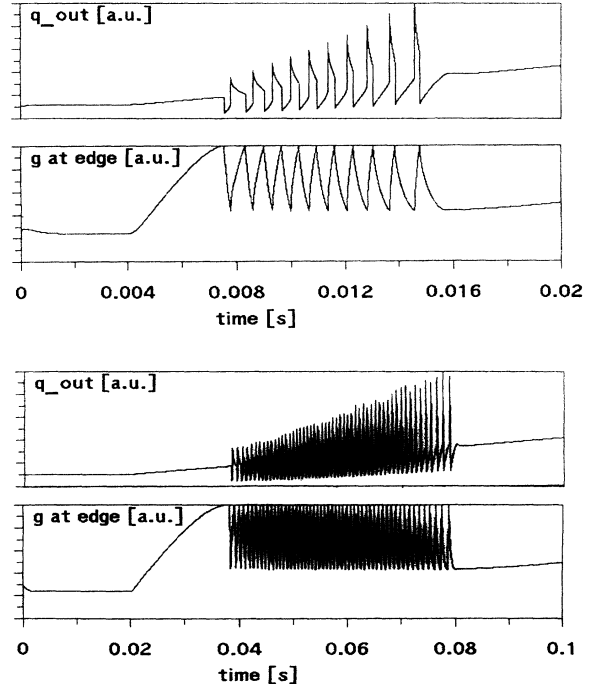 q_out [a.u.]
g at edge [a.u.]
0 0.004 0.008 0.012 0.016 0.02
time [s]
q_out [a.u.]
g at edge [a.u.]
0 0.02 0.04 0.06 0.08 0.1
time [s]